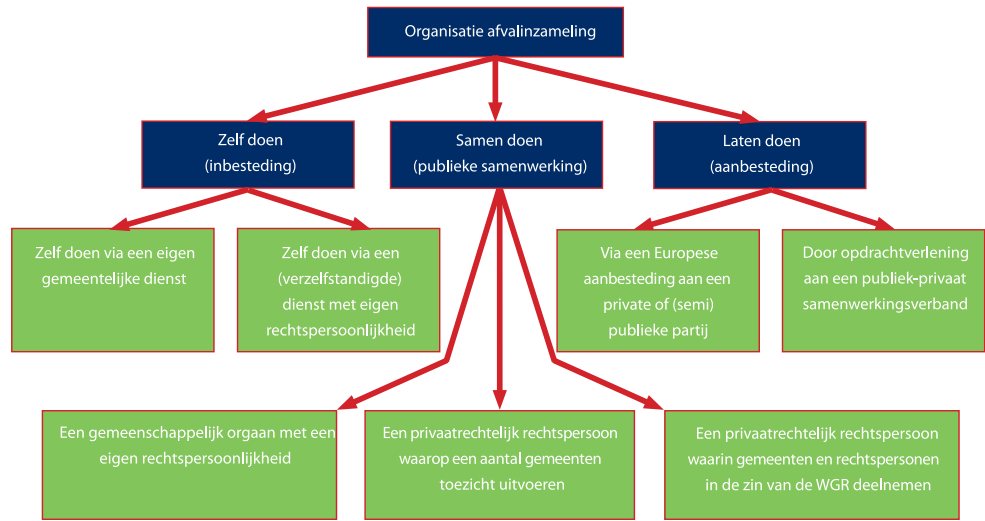 Organisatie afvalinzameling
Zelf doen
(inbesteding)
Samen doen
(publieke samenwerking)
Laten doen
(aanbesteding)
Zelf doen via een eigen
gemeentelijke dienst
Zelf doen via een
(verzelfstandigde)
dienst met eigen
rechtspersoonlijkheid
Via een Europese
aanbesteding aan een
private of (semi)
publieke partij
Door opdrachtverlening
aan een publiek-privaat
samenwerkingsverband
Een gemeenschappelijk orgaan met een
eigen rechtspersoonlijkheid
Een privaatrechtelijk rechtspersoon
waarop een aantal gemeenten
toezicht uitvoeren
Een privaatrechtelijk rechtspersoon
waarin gemeenten en rechtspersonen
in de zin van de WGR deelnemen